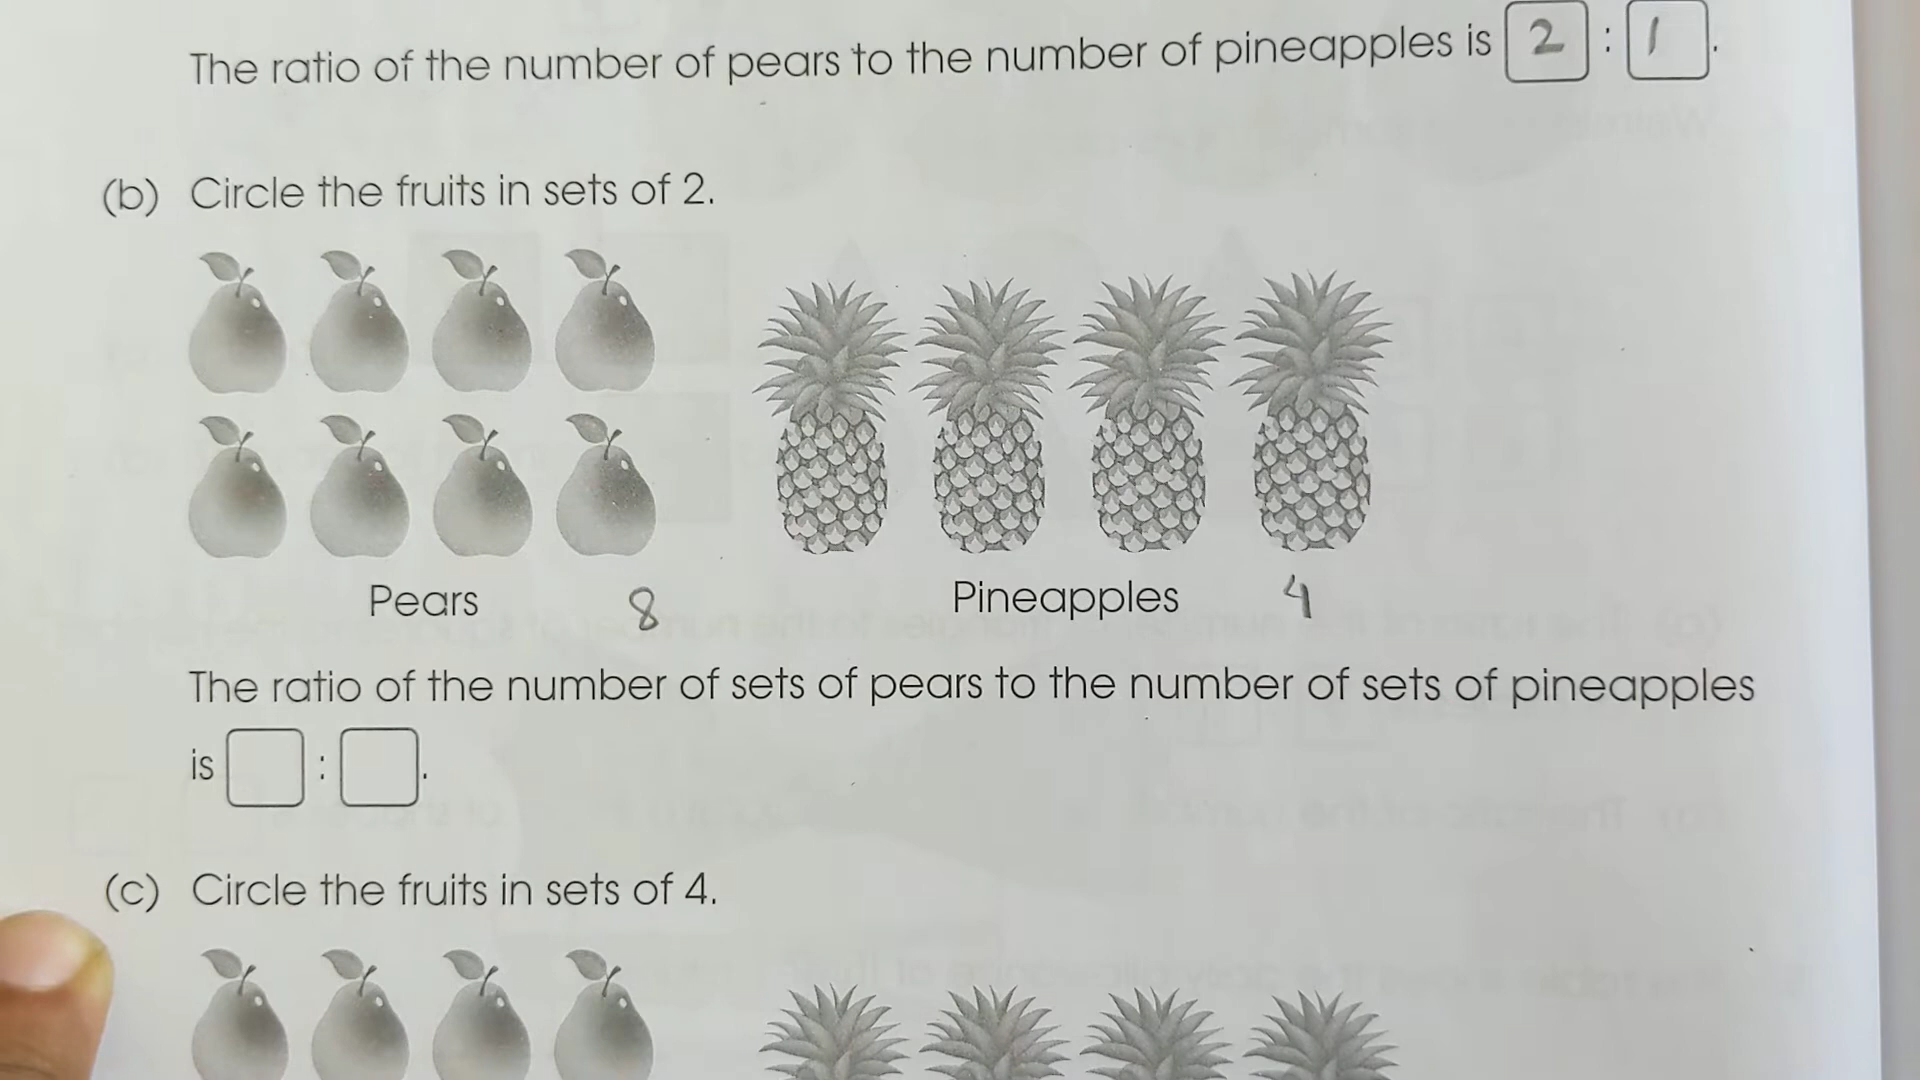 The ratio of the number of pears to the number of pineapples is 2 : 1.
(b) Circle the fruits in sets of 2.
Pears 8 Pineapples 4
The ratio of the number of sets of pears to the number of sets of pineapples
is : .
(c) Circle the fruits in sets of 4.